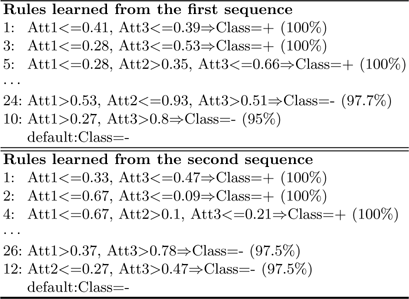 Rules learned from the first sequence
1: Att1<=0.41, Att3<=0.39⇒Class=+ (100%)
3: Att1<=0.28, Att3<=0.53⇒Class=+ (100%)
5: Att1<=0.28, Att2>0.35, Att3<=0.66⇒Class=+ (100%)
...
24: Att1>0.53, Att2<=0.93, Att3>0.51⇒Class=- (97.7%)
10: Att1>0.27, Att3>0.8⇒Class=- (95%)
default:Class=-
Rules learned from the second sequence
1: Att1<=0.33, Att3<=0.47⇒Class=+ (100%)
2: Att1<=0.67, Att3<=0.09⇒Class=+ (100%)
4: Att1<=0.67, Att2>0.1, Att3<=0.21⇒Class=+ (100%)
...
26: Att1>0.37, Att3>0.78⇒Class=- (97.5%)
12: Att2<=0.27, Att3>0.47⇒Class=- (97.5%)
default:Class=-